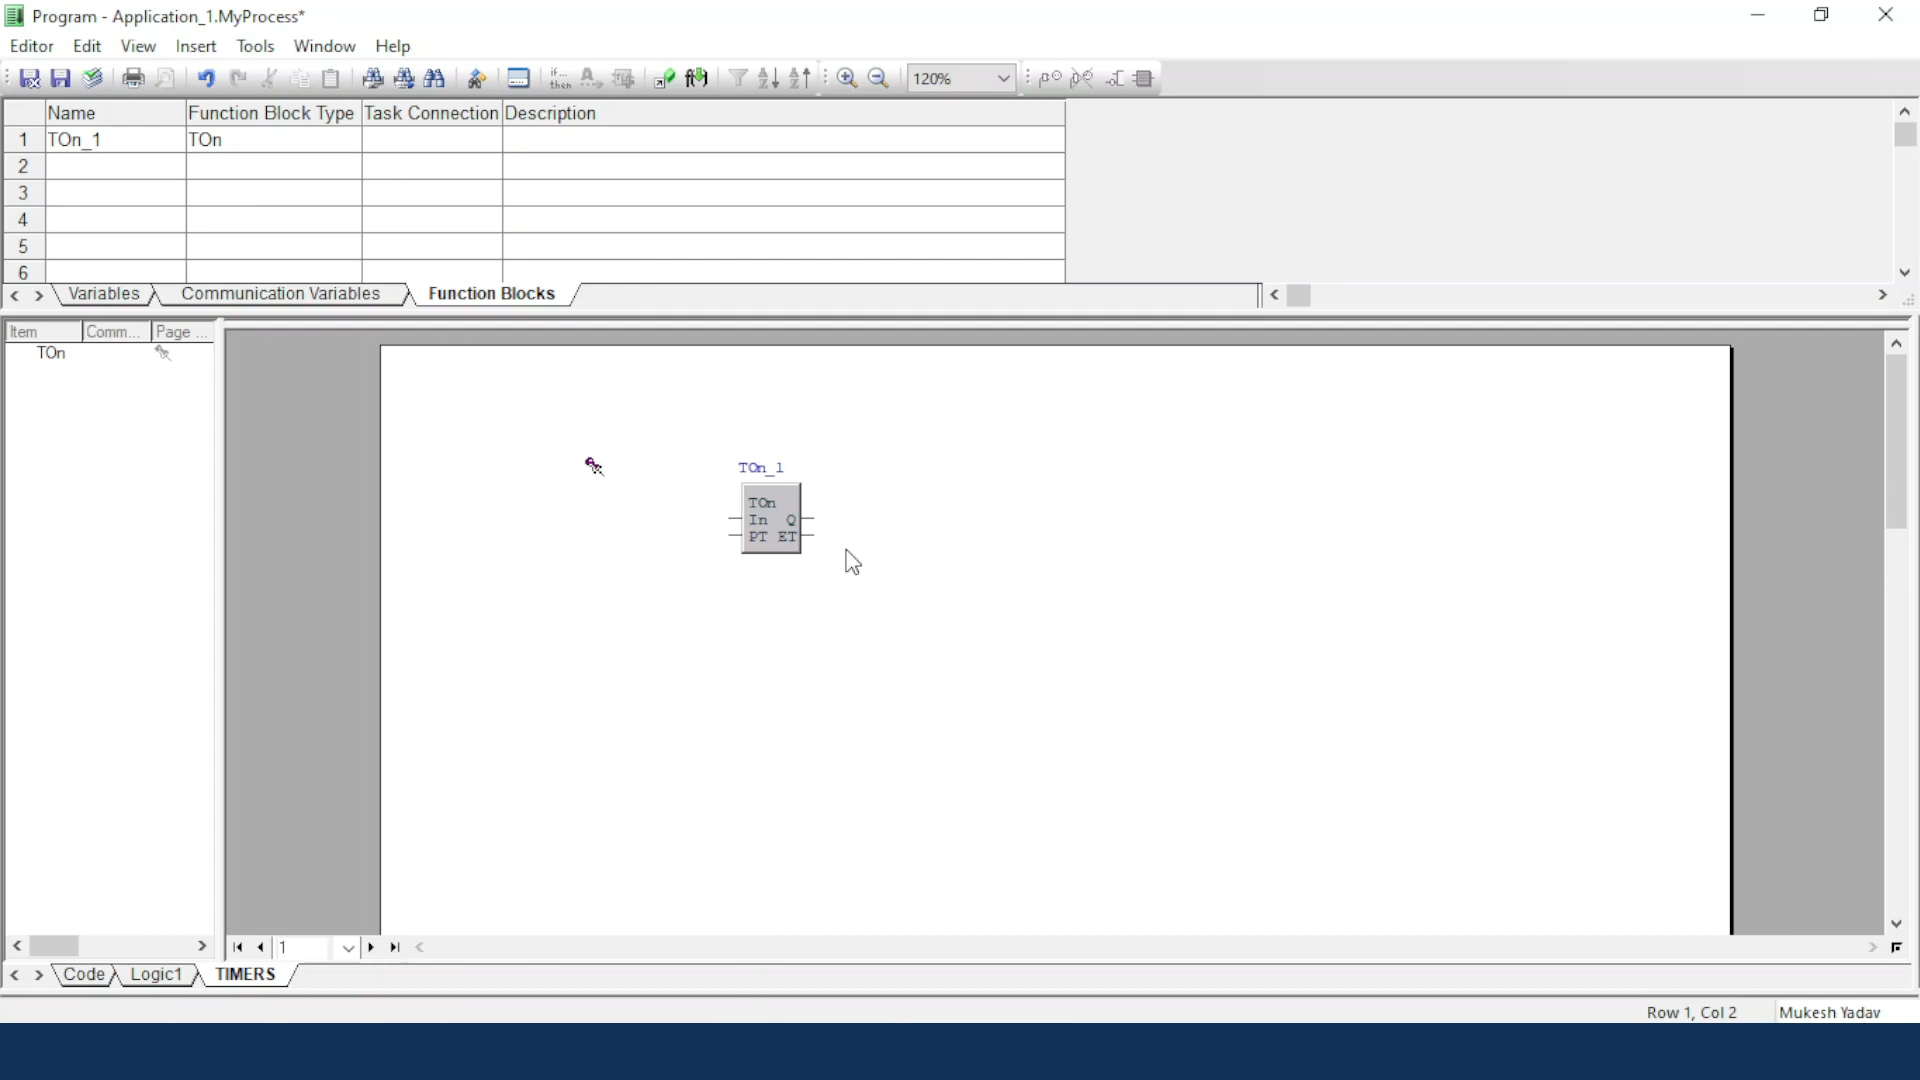 Program - Application_1.MyProcess*
Editor Edit View Insert Tools Window Help
if... then A... 120%
Name Function Block Type Task Connection Description
1 TOn_1 TOn
2
3
4
5
6
Variables Communication Variables Function Blocks
Item Comm... Page ...
TOn
TOn_1
TOn
In Q
PT ET
1
Code Logic1 TIMERS
Row 1, Col 2 Mukesh Yadav